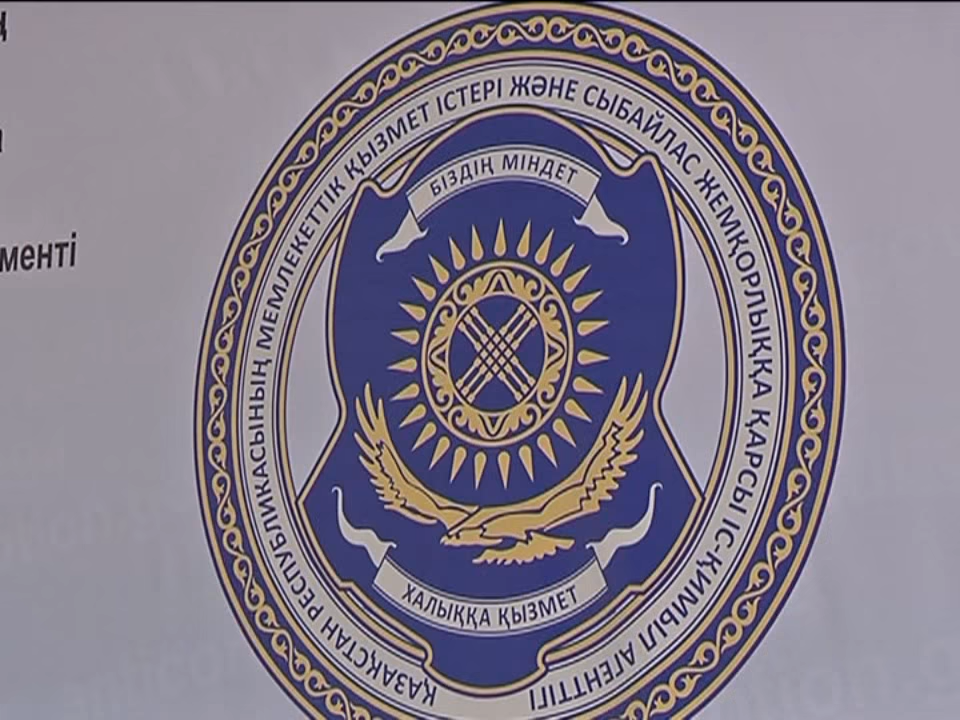 ҚАЗАҚСТАН РЕСПУБЛИКАСЫНЫҢ МЕМЛЕКЕТТІК ҚЫЗМЕТ ІСТЕРІ ЖӘНЕ СЫБАЙЛАС ЖЕМҚОРЛЫҚҚА ҚАРСЫ ІС-ҚИМЫЛ АГЕНТТІГІ
БІЗДІҢ МІНДЕТ
менті
ХАЛЫҚҚА ҚЫЗМЕТ